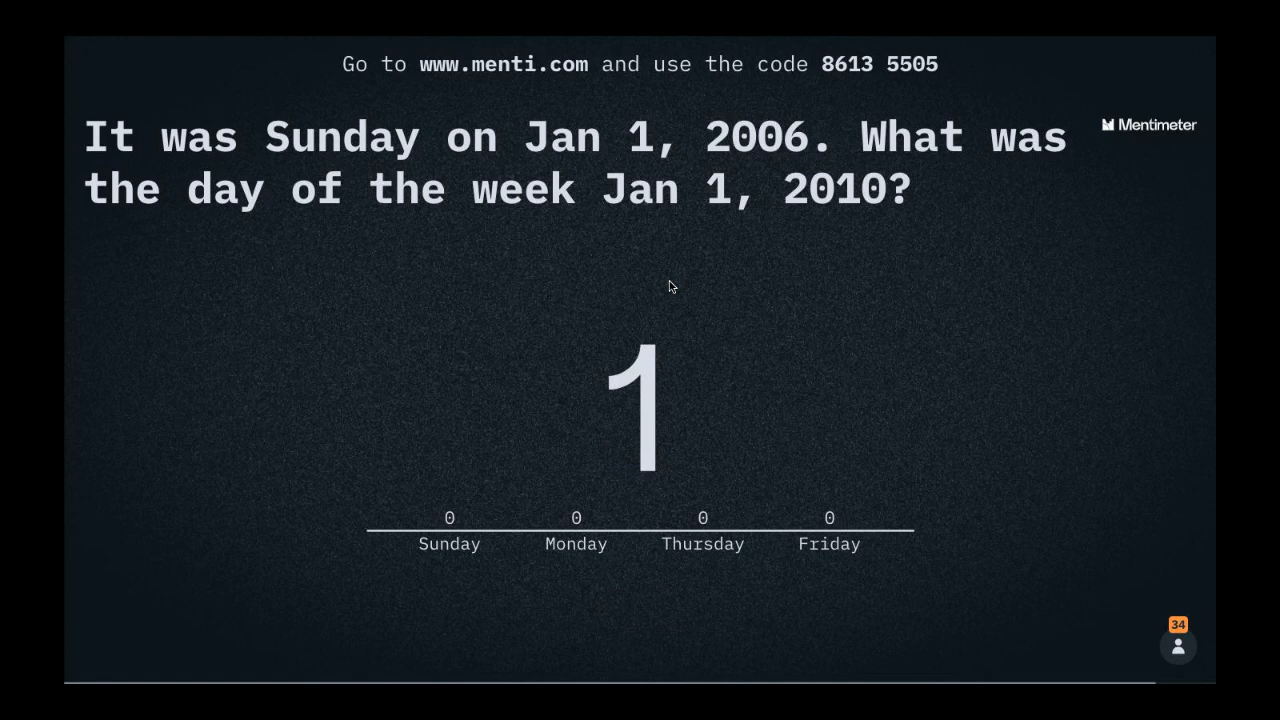 Go to www.menti.com and use the code 8613 5505
It was Sunday on Jan 1, 2006. What was
the day of the week Jan 1, 2010?
Mentimeter
1
0 0 0 0
Sunday Monday Thursday Friday
34